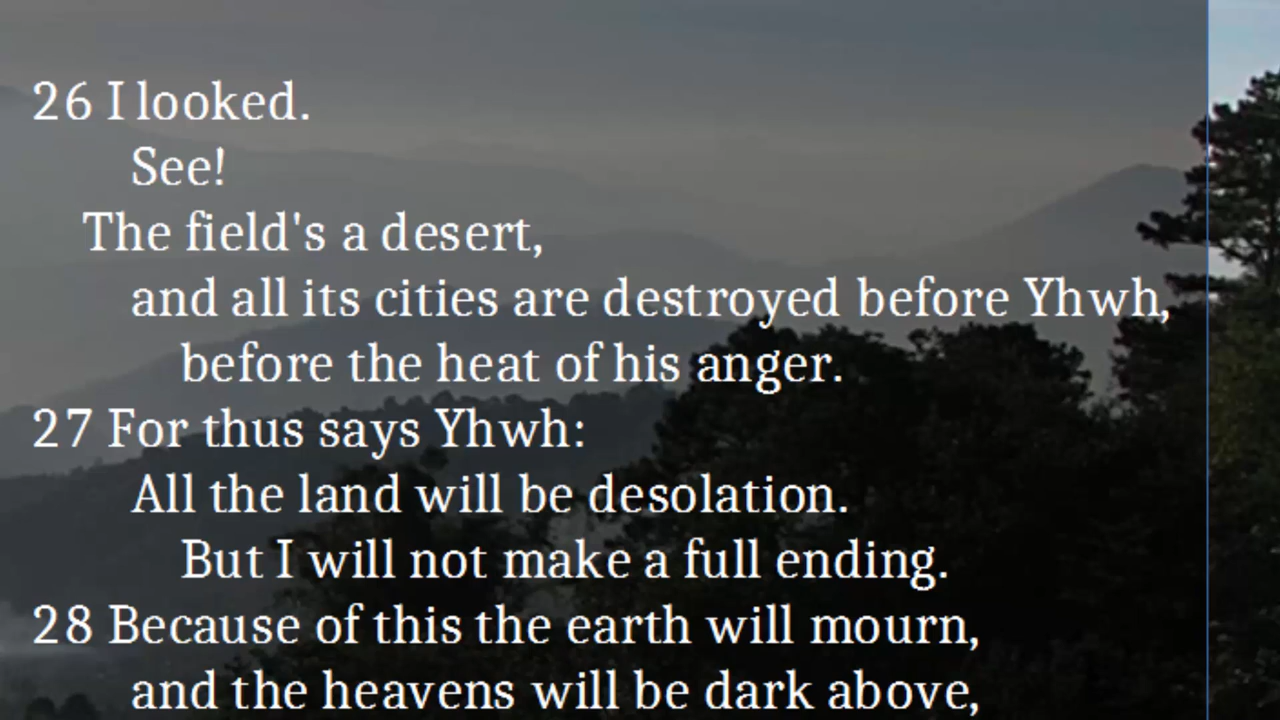 26 I looked.
See!
The field's a desert,
and all its cities are destroyed before Yhwh,
before the heat of his anger.
27 For thus says Yhwh:
All the land will be desolation.
But I will not make a full ending.
28 Because of this the earth will mourn,
and the heavens will be dark above,